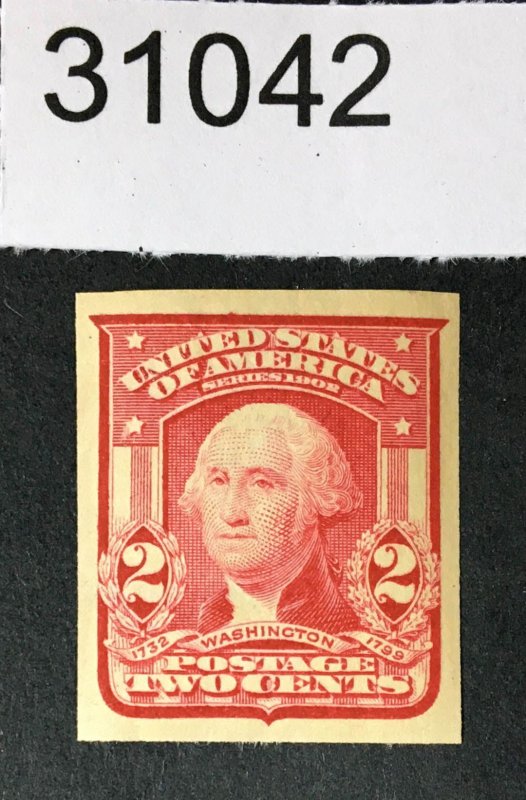 31042
UNITED STATES
OF AMERICA
SERIES 1902
2 2
1732 WASHINGTON 1799
POSTAGE
TWO CENTS